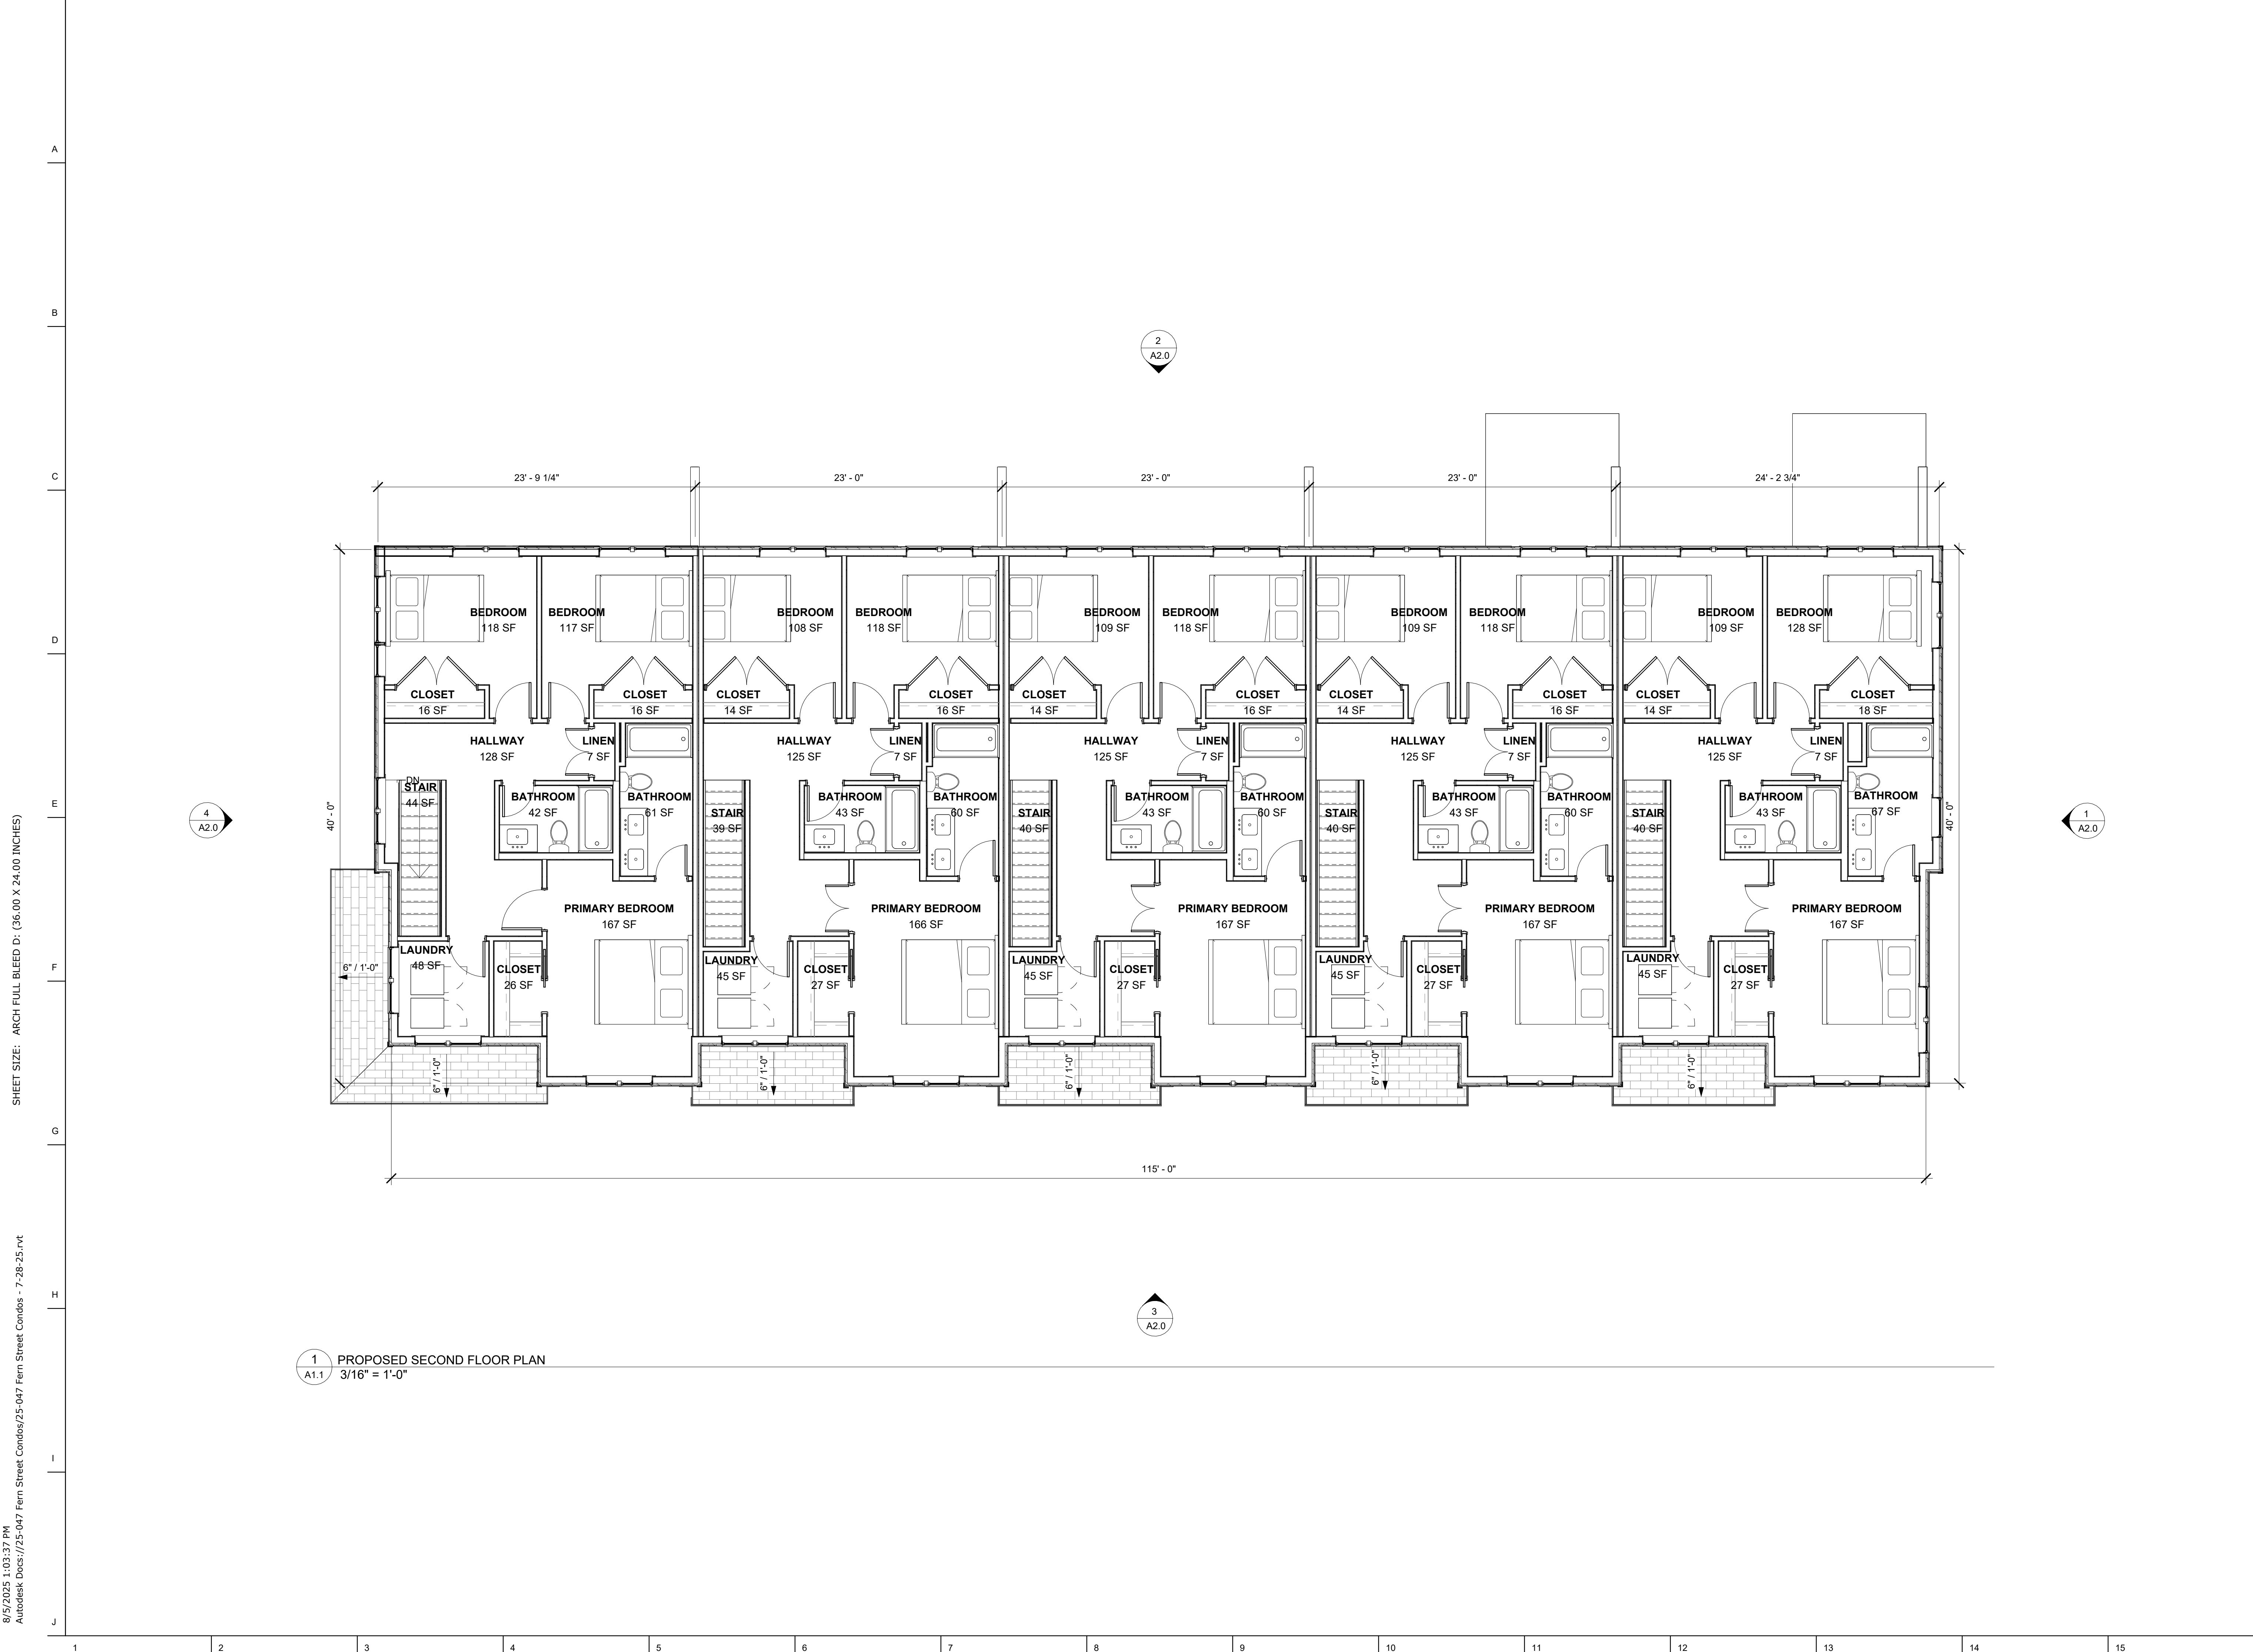 A
B
C
D
E
F
G
H
I
J
SHEET SIZE: ARCH FULL BLEED D: (36.00 X 24.00 INCHES)
8/5/2025 1:03:37 PM
Autodesk Docs://25-047 Fern Street Condos/25-047 Fern Street Condos - 7-28-25.rvt
2
A2.0
23' - 9 1/4"
23' - 0"
23' - 0"
23' - 0"
24' - 2 3/4"
BEDROOM
118 SF
BEDROOM
117 SF
BEDROOM
108 SF
BEDROOM
118 SF
BEDROOM
109 SF
BEDROOM
118 SF
BEDROOM
109 SF
BEDROOM
118 SF
BEDROOM
109 SF
BEDROOM
128 SF
CLOSET
16 SF
CLOSET
16 SF
CLOSET
14 SF
CLOSET
16 SF
CLOSET
14 SF
CLOSET
16 SF
CLOSET
14 SF
CLOSET
16 SF
CLOSET
14 SF
CLOSET
18 SF
HALLWAY
128 SF
LINEN
7 SF
HALLWAY
125 SF
LINEN
7 SF
HALLWAY
125 SF
LINEN
7 SF
HALLWAY
125 SF
LINEN
7 SF
HALLWAY
125 SF
LINEN
7 SF
4
A2.0
40' - 0"
DN
STAIR
44 SF
BATHROOM
42 SF
BATHROOM
61 SF
STAIR
39 SF
BATHROOM
43 SF
BATHROOM
60 SF
STAIR
40 SF
BATHROOM
43 SF
BATHROOM
60 SF
STAIR
40 SF
BATHROOM
43 SF
BATHROOM
60 SF
STAIR
40 SF
BATHROOM
43 SF
BATHROOM
67 SF
40' - 0"
1
A2.0
PRIMARY BEDROOM
167 SF
PRIMARY BEDROOM
166 SF
PRIMARY BEDROOM
167 SF
PRIMARY BEDROOM
167 SF
PRIMARY BEDROOM
167 SF
6" / 1'-0"
LAUNDRY
48 SF
CLOSET
26 SF
LAUNDRY
45 SF
CLOSET
27 SF
LAUNDRY
45 SF
CLOSET
27 SF
LAUNDRY
45 SF
CLOSET
27 SF
LAUNDRY
45 SF
CLOSET
27 SF
6" / 1'-0"
6" / 1'-0"
6" / 1'-0"
6" / 1'-0"
6" / 1'-0"
115' - 0"
3
A2.0
1
A1.1
PROPOSED SECOND FLOOR PLAN
3/16" = 1'-0"
1
2
3
4
5
6
7
8
9
10
11
12
13
14
15